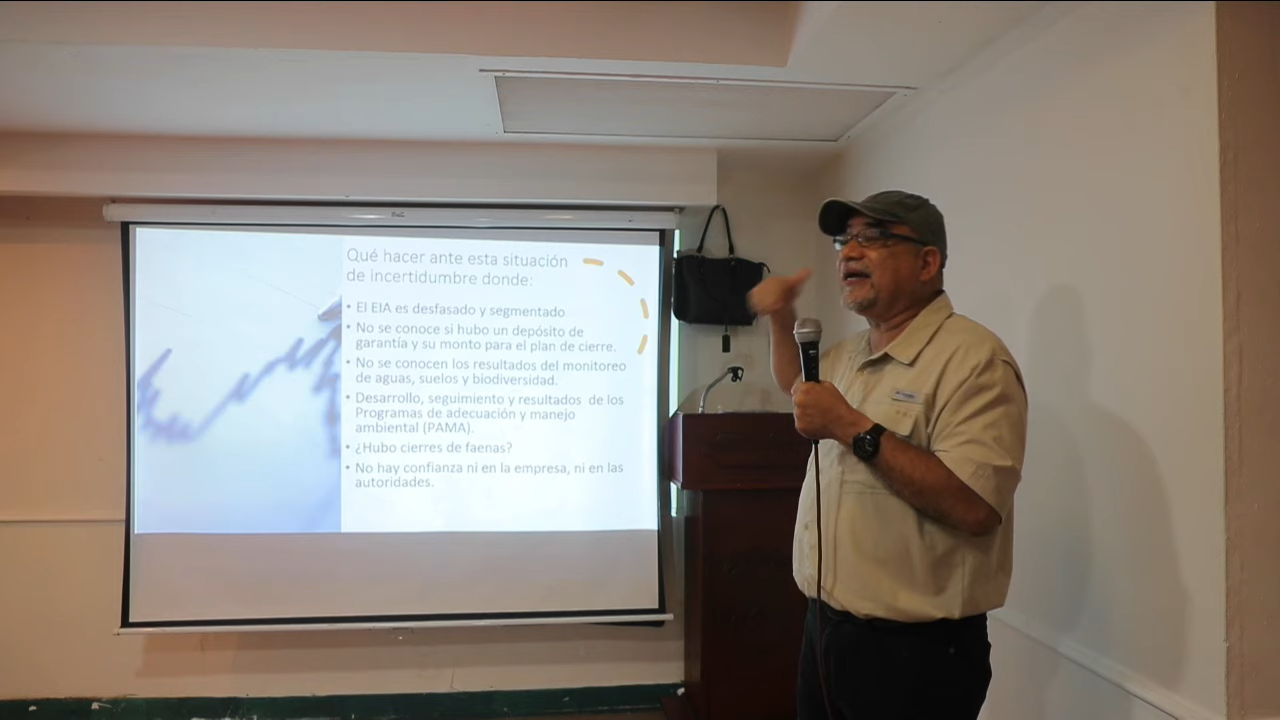 Qué hacer ante esta situación
de incertidumbre donde:
• El EIA es desfasado y segmentado
• No se conoce si hubo un depósito de
garantía y su monto para el plan de cierre.
• No se conocen los resultados del monitoreo
de aguas, suelos y biodiversidad.
• Desarrollo, seguimiento y resultados de los
Programas de adecuación y manejo
ambiental (PAMA).
• ¿Hubo cierres de faenas?
• No hay confianza ni en la empresa, ni en las
autoridades.